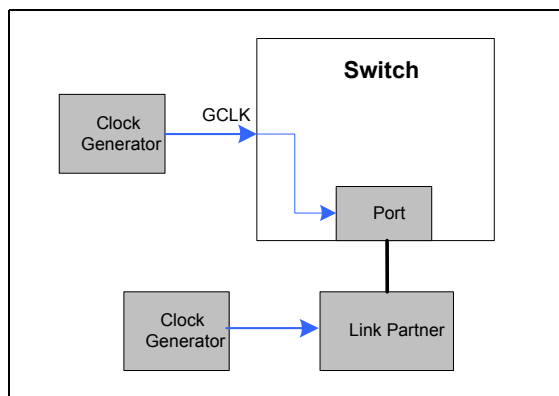 Switch
Clock
Generator
GCLK
Port
Clock
Generator
Link Partner